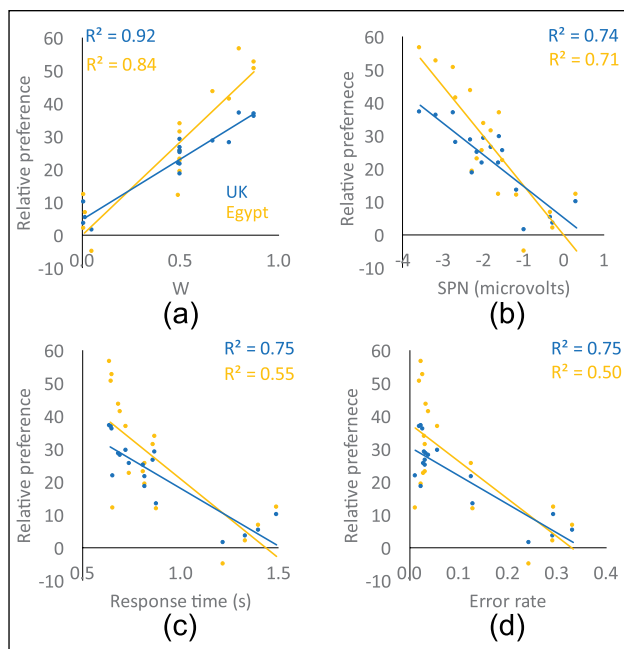 60
50
40
30
20
10
0
-10
Relative preference
R² = 0.92
R² = 0.84
UK
Egypt
0.0
0.5
1.0
W
(a)
60
50
40
30
20
10
0
-10
Relative prefernece
R² = 0.74
R² = 0.71
-4
-3
-2
-1
0
1
SPN (microvolts)
(b)
60
50
40
30
20
10
0
-10
Relative preference
R² = 0.75
R² = 0.55
0.5
1.0
1.5
Response time (s)
(c)
60
50
40
30
20
10
0
-10
Relative prefernece
R² = 0.75
R² = 0.50
0.0
0.1
0.2
0.3
0.4
Error rate
(d)